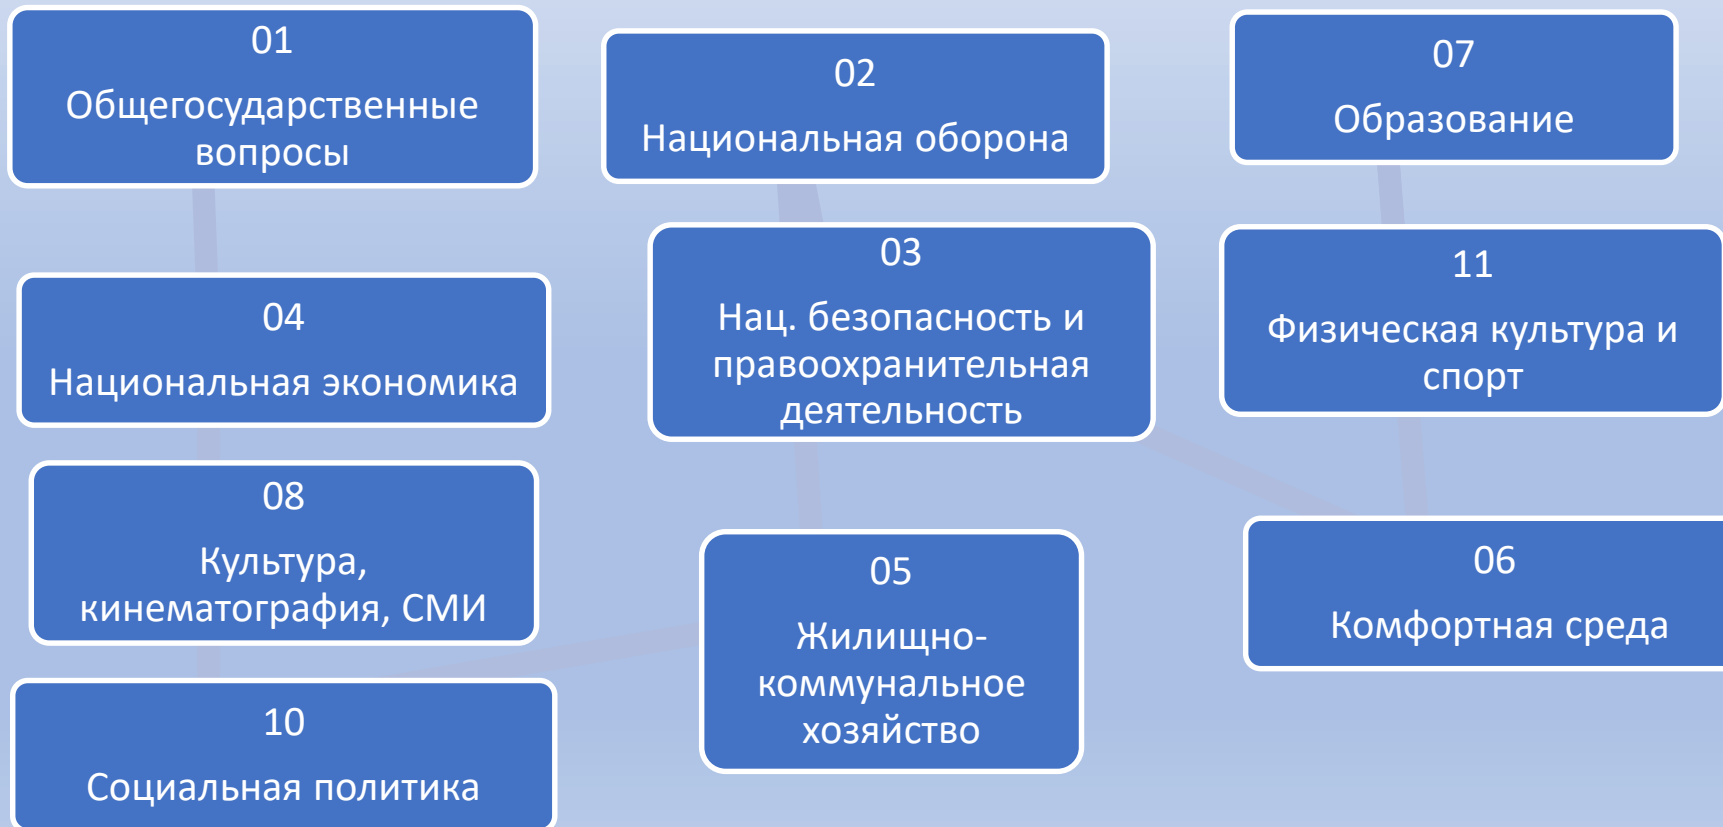 01
Общегосударственные
вопросы
04
Национальная экономика
08
Культура,
кинематография, СМИ
10
Социальная политика
02
Национальная оборона
03
Нац. безопасность и
правоохранительная
деятельность
05
Жилищно-
коммунальное
хозяйство
07
Образование
11
Физическая культура и
спорт
06
Комфортная среда